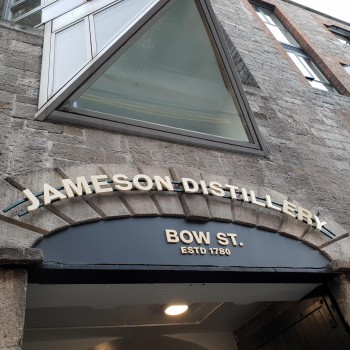 JAMESON DISTILLERY
BOW ST.
ESTD 1780